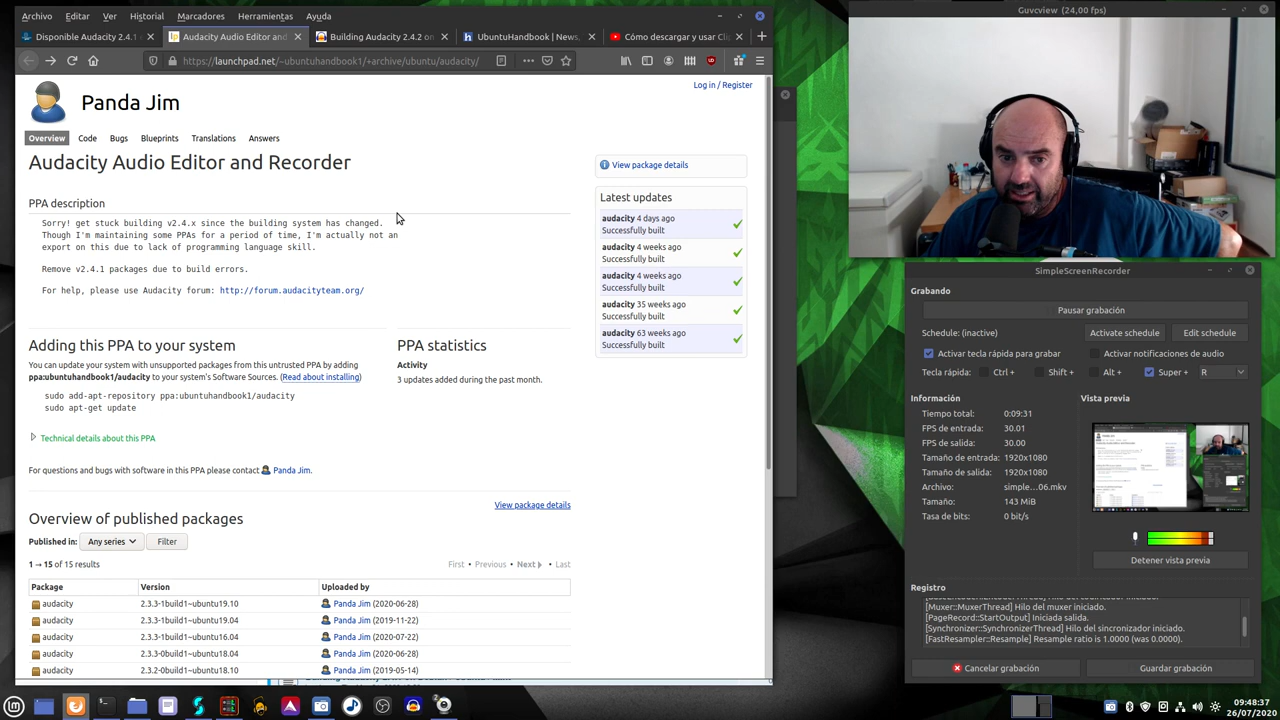 Archivo Editar Ver Historial Marcadores Herramientas Ayuda
Disponible Audacity 2.4.1
Audacity Audio Editor and
Building Audacity 2.4.2 on
UbuntuHandbook | News,
Cómo descargar y usar Cli
https://launchpad.net/~ubuntuhandbook1/+archive/ubuntu/audacity/
Log in / Register
Panda Jim
Overview Code Bugs Blueprints Translations Answers
Audacity Audio Editor and Recorder
PPA description
Sorry! get stuck building v2.4.x since the building system has changed.
Though I'm maintaining some PPAs for a period of time, I'm actually not an
export on this due to lack of programming language skill.
Remove v2.4.1 packages due to build errors.
For help, please use Audacity forum: http://forum.audacityteam.org/
View package details
Latest updates
audacity 4 days ago
Successfully built
audacity 4 weeks ago
Successfully built
audacity 4 weeks ago
Successfully built
audacity 35 weeks ago
Successfully built
audacity 63 weeks ago
Successfully built
Adding this PPA to your system
You can update your system with unsupported packages from this untrusted PPA by adding
ppa:ubuntuhandbook1/audacity to your system's Software Sources. (Read about installing)
sudo add-apt-repository ppa:ubuntuhandbook1/audacity
sudo apt-get update
Technical details about this PPA
PPA statistics
Activity
3 updates added during the past month.
For questions and bugs with software in this PPA please contact Panda Jim.
View package details
Overview of published packages
Published in: Any series Filter
1 → 15 of 15 results
First • Previous • Next • Last
Package Version Uploaded by
audacity 2.3.3-1build1~ubuntu19.10 Panda Jim (2020-06-28)
audacity 2.3.3-1build1~ubuntu19.04 Panda Jim (2019-11-22)
audacity 2.3.3-1build1~ubuntu16.04 Panda Jim (2020-07-22)
audacity 2.3.3-0build1~ubuntu18.04 Panda Jim (2020-06-28)
audacity 2.3.2-0build1~ubuntu18.10 Panda Jim (2019-05-14)
Guvcview (24,00 fps)
SimpleScreenRecorder
Grabando
Pausar grabación
Schedule: (inactive) Activate schedule Edit schedule
Activar tecla rápida para grabar Activar notificaciones de audio
Tecla rápida: Ctrl + Shift + Alt + Super + R
Información
Tiempo total: 0:09:31
FPS de entrada: 30.01
FPS de salida: 30.00
Tamaño de entrada: 1920x1080
Tamaño de salida: 1920x1080
Archivo: simple...06.mkv
Tamaño: 143 MiB
Tasa de bits: 0 bit/s
Vista previa
Detener vista previa
Registro
[Muxer::MuxerThread] Hilo del muxer iniciado.
[PageRecord::StartOutput] Iniciada salida.
[Synchronizer::SynchronizerThread] Hilo del sincronizador iniciado.
[FastResampler::Resample] Resample ratio is 1.0000 (was 0.0000).
Cancelar grabación Guardar grabación
09:48:37
26/07/2020